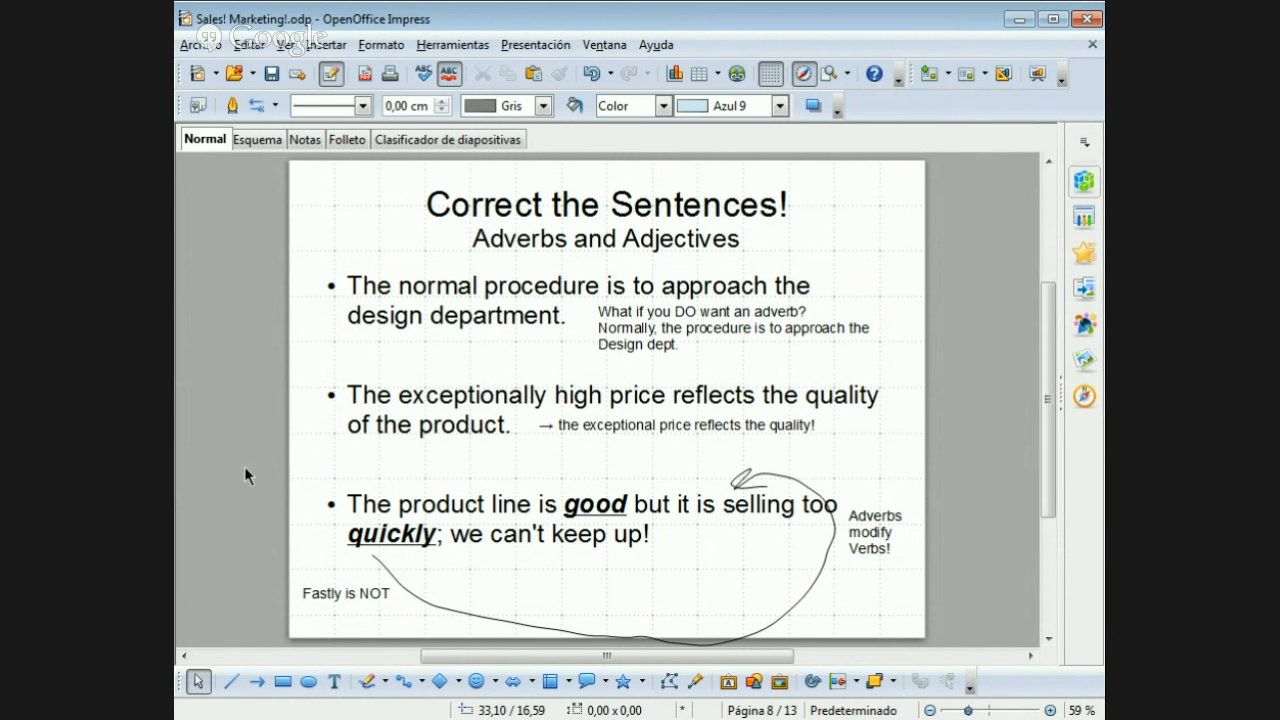 Sales! Marketing!.odp - OpenOffice Impress
Google
Archivo Editar Ver Insertar Formato Herramientas Presentación Ventana Ayuda
0,00 cm Gris Color Azul 9
Normal Esquema Notas Folleto Clasificador de diapositivas
Correct the Sentences!
Adverbs and Adjectives
• The normal procedure is to approach the
design department.
What if you DO want an adverb?
Normally, the procedure is to approach the
Design dept.
• The exceptionally high price reflects the quality
of the product. → the exceptional price reflects the quality!
• The product line is good but it is selling too
quickly; we can't keep up!
Adverbs
modify
Verbs!
Fastly is NOT
33,10 / 16,59 0,00 x 0,00 * Página 8 / 13 Predeterminado 59 %